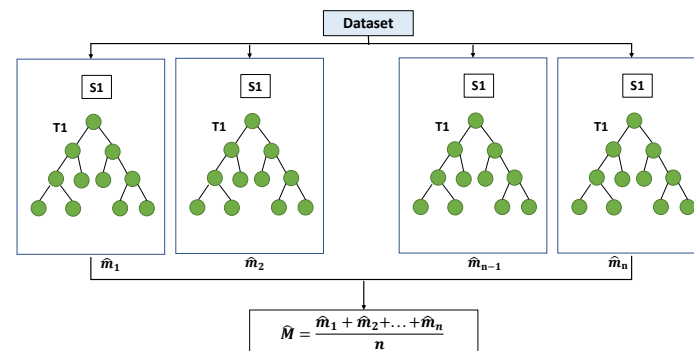 Dataset
S1 S1 S1 S1
T1 T1 T1 T1
m̂₁ m̂₂ m̂ₙ₋₁ m̂ₙ
M̂ = (m̂₁ + m̂₂ +...+ m̂ₙ) / n